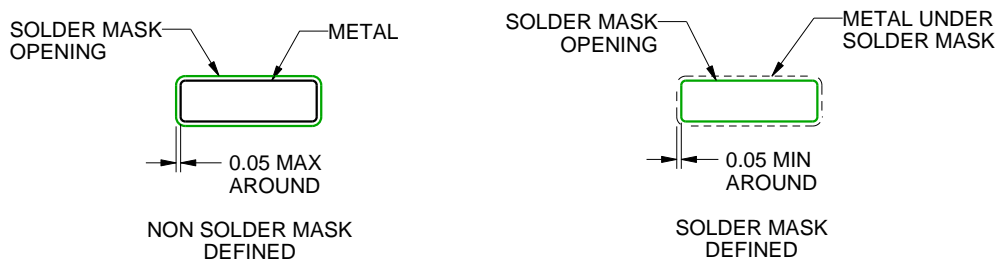 SOLDER MASK
OPENING
METAL
0.05 MAX
AROUND
NON SOLDER MASK
DEFINED
SOLDER MASK
OPENING
METAL UNDER
SOLDER MASK
0.05 MIN
AROUND
SOLDER MASK
DEFINED